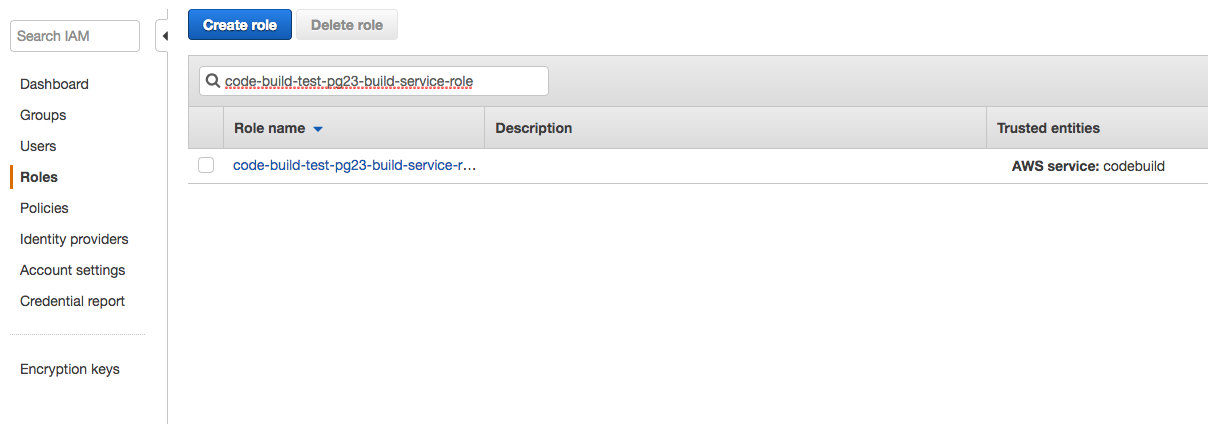 Search IAM
Dashboard
Groups
Users
Roles
Policies
Identity providers
Account settings
Credential report
Encryption keys
Create role
Delete role
code-build-test-pg23-build-service-role
Role name
Description
Trusted entities
code-build-test-pg23-build-service-r...
AWS service: codebuild